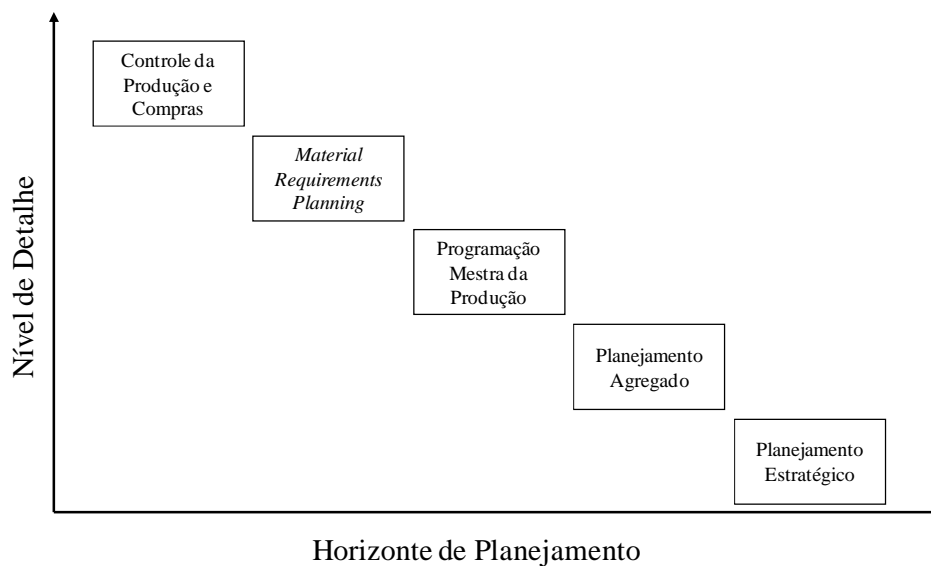 Controle da
Produção e
Compras
Material
Requirements
Planning
Programação
Mestra da
Produção
Planejamento
Agregado
Planejamento
Estratégico
Nível de Detalhe
Horizonte de Planejamento